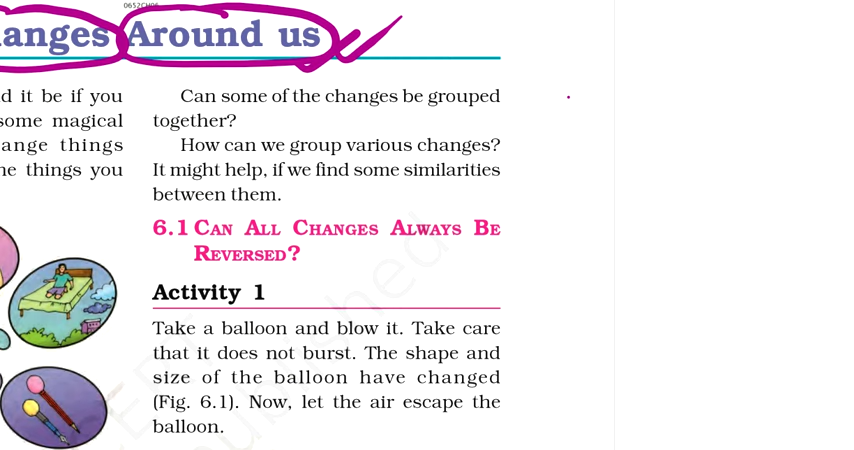 0652CH06
anges Around us
d it be if you
some magical
ange things
he things you
Can some of the changes be grouped
together?
How can we group various changes?
It might help, if we find some similarities
between them.
6.1 CAN ALL CHANGES ALWAYS BE
REVERSED?
Activity 1
Take a balloon and blow it. Take care
that it does not burst. The shape and
size of the balloon have changed
(Fig. 6.1). Now, let the air escape the
balloon.